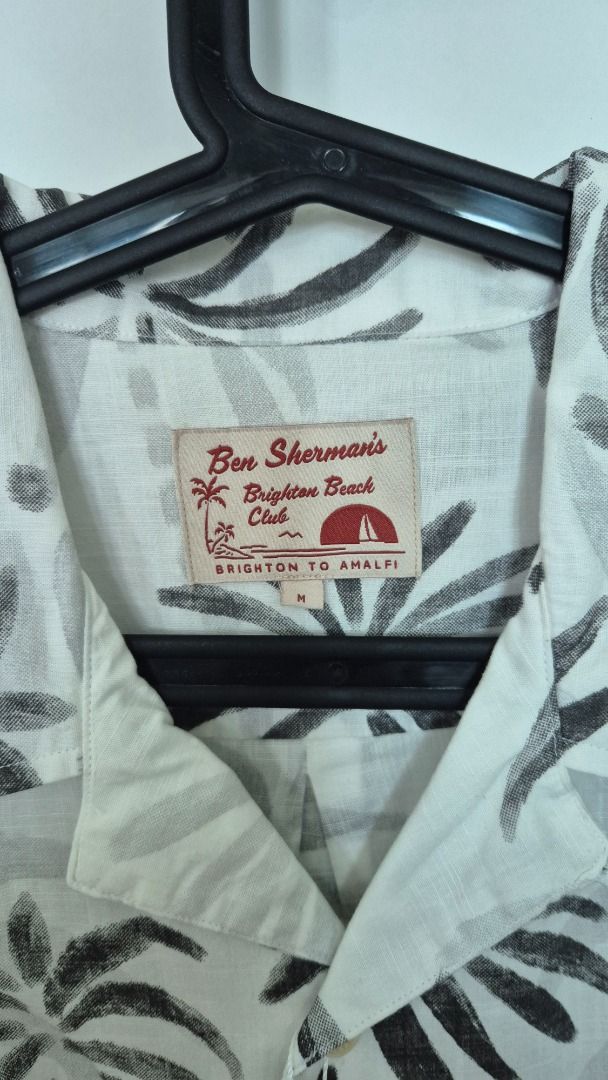 Ben Sherman's
Brighton Beach
Club
BRIGHTON TO AMALFI
M